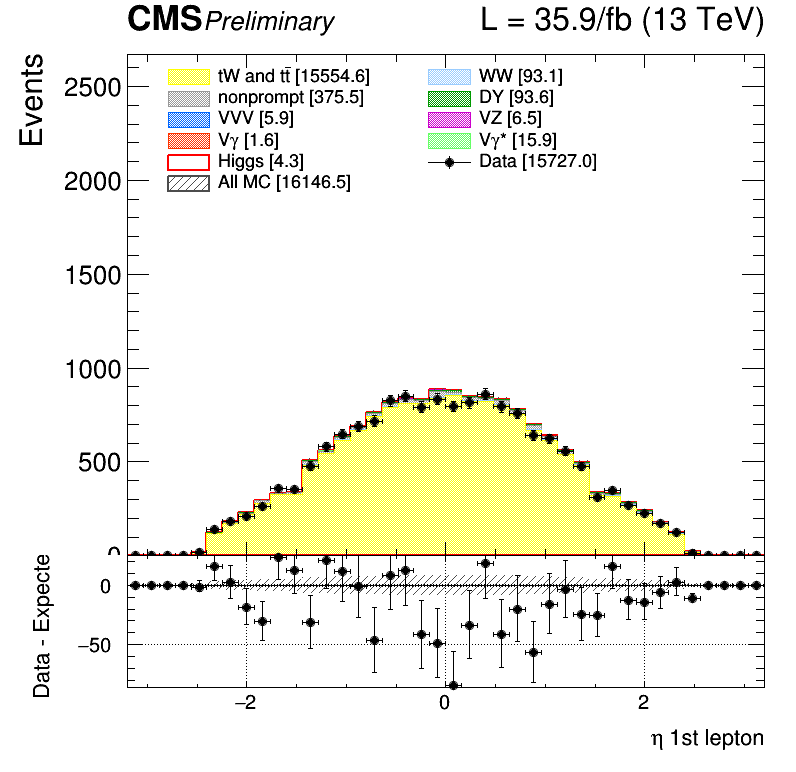 CMS Preliminary L = 35.9/fb (13 TeV)
Events
2500
2000
1500
1000
500
0
tW and tt̄ [15554.6]
nonprompt [375.5]
VVV [5.9]
Vγ [1.6]
Higgs [4.3]
All MC [16146.5]
WW [93.1]
DY [93.6]
VZ [6.5]
Vγ* [15.9]
Data [15727.0]
Data - Expecte
0
−50
−2 0 2
η 1st lepton